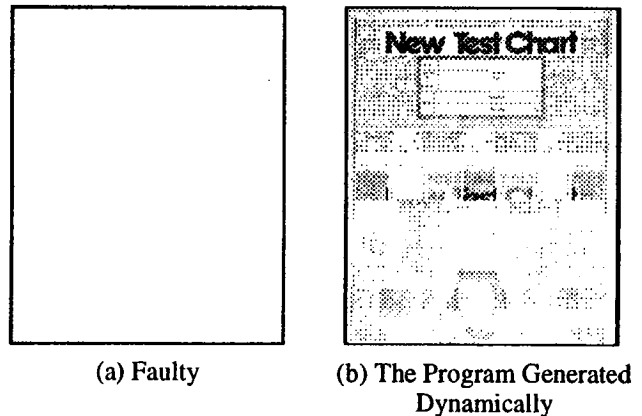 New Test Chart
(a) Faulty
(b) The Program Generated
Dynamically